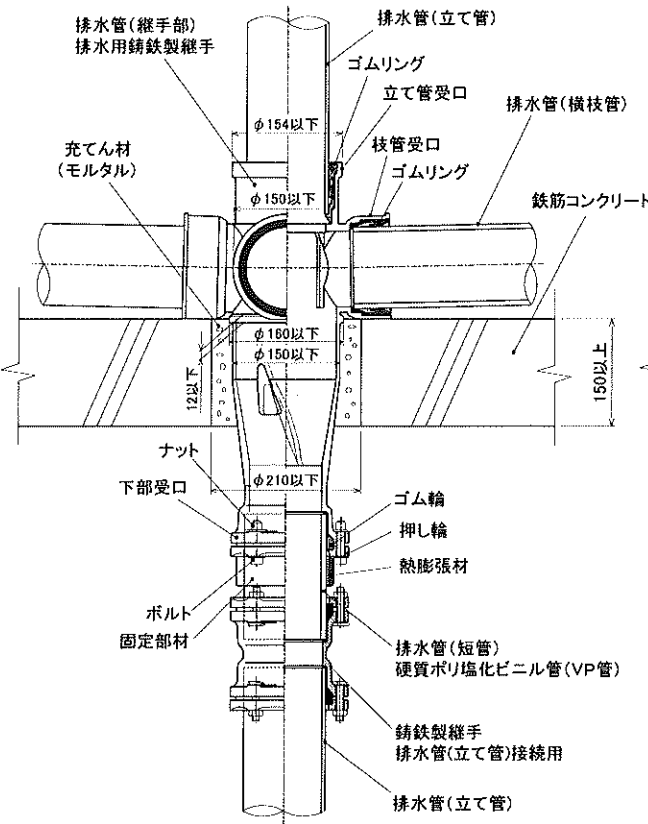 排水管(継手部)
排水用鋳鉄製継手
排水管(立て管)
ゴムリング
立て管受口
排水管(横枝管)
φ154以下
枝管受口
ゴムリング
充てん材
(モルタル)
φ150以下
鉄筋コンクリート
φ160以下
φ150以下
12以下
150以上
ナット
φ210以下
下部受口
ゴム輪
押し輪
熱膨張材
ボルト
固定部材
排水管(短管)
硬質ポリ塩化ビニル管(VP管)
鋳鉄製継手
排水管(立て管)接続用
排水管(立て管)